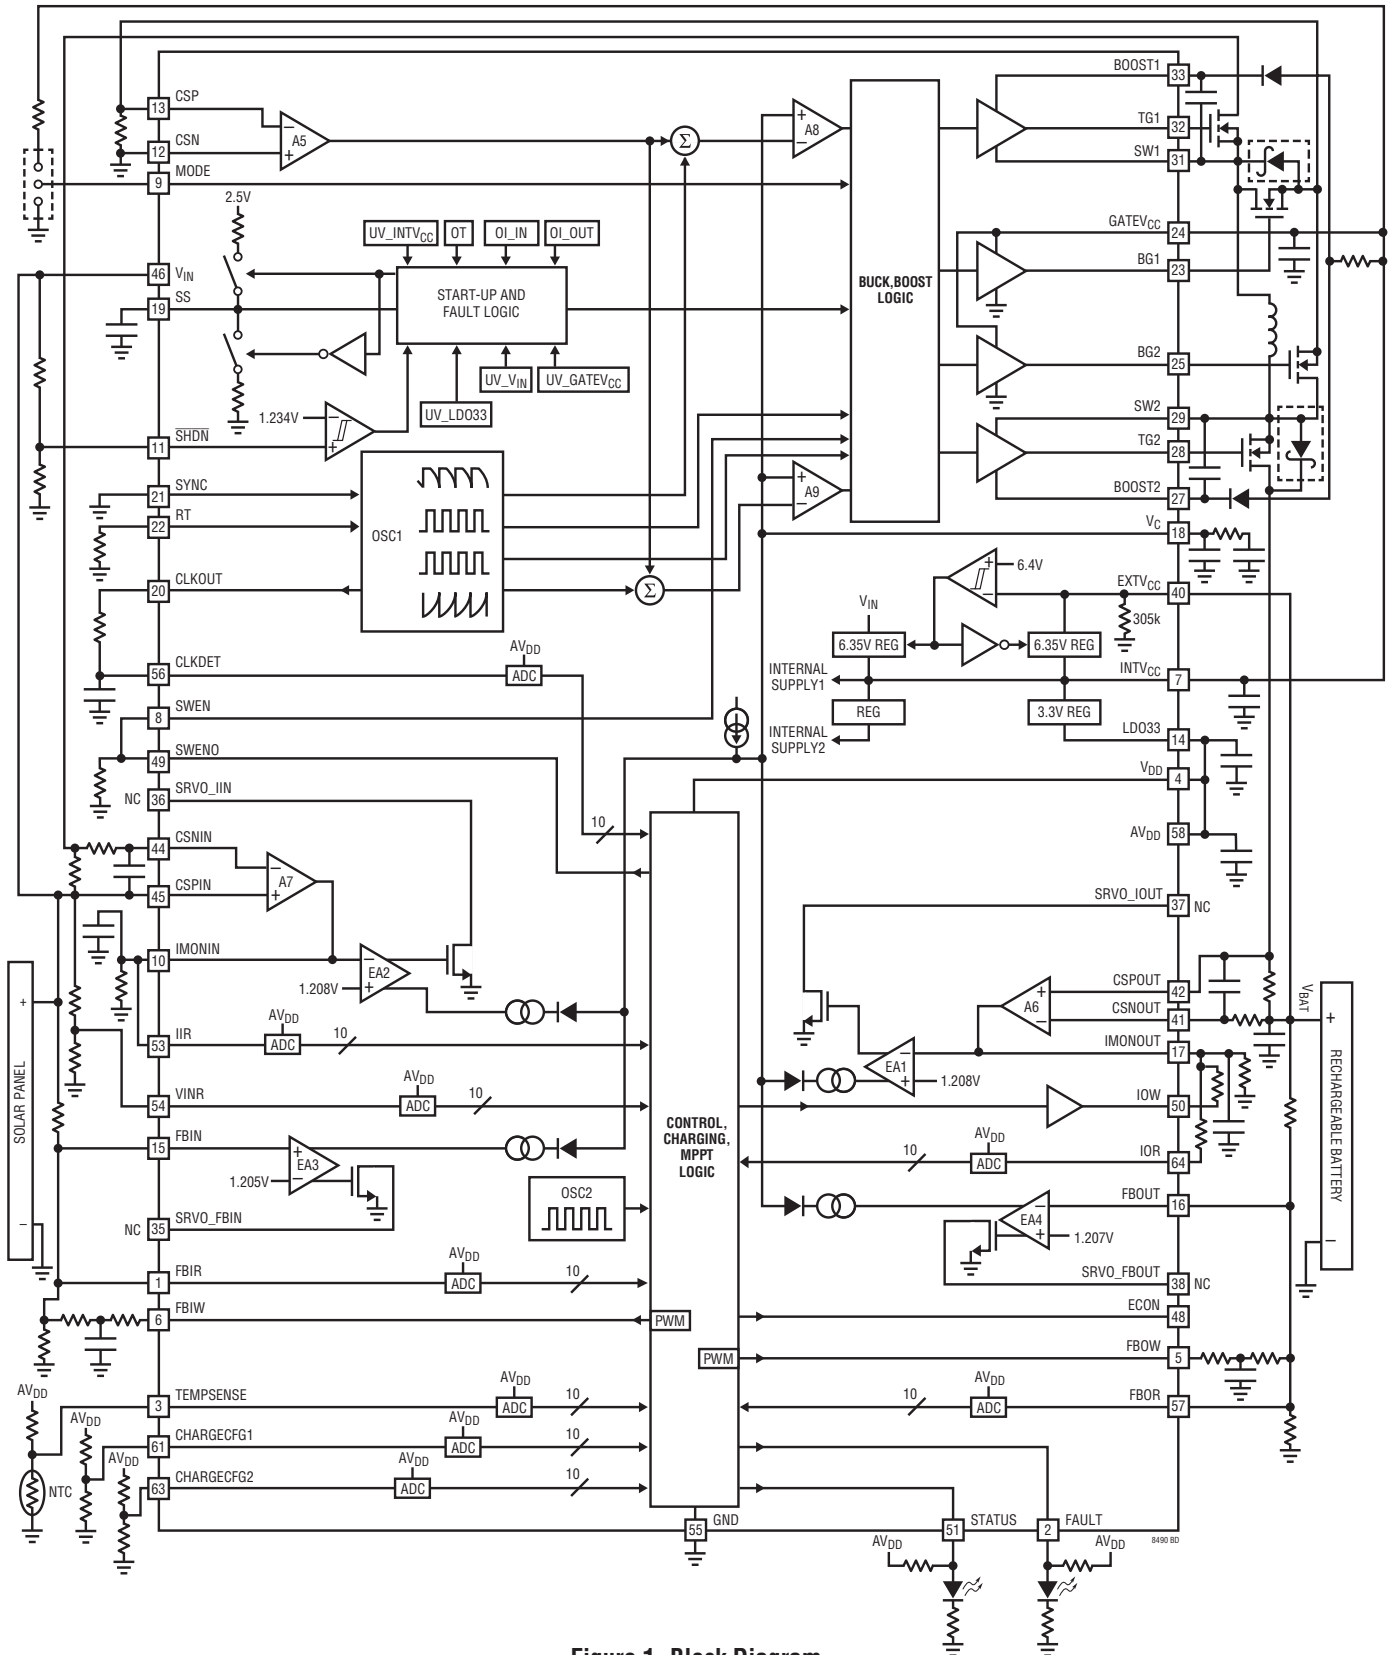 BOOST1
33
CSP
13
A5
A8
TG1
32
CSN
12
Σ
SW1
31
MODE
9
2.5V
UV_INTVCC
OT
OI_IN
OI_OUT
GATEVCC
24
VIN
46
BG1
23
START-UP AND
FAULT LOGIC
BUCK,BOOST
LOGIC
SS
19
BG2
25
UV_VIN
UV_GATEVCC
UV_LDO33
1.234V
SW2
29
SHDN
11
TG2
28
SYNC
21
A9
BOOST2
27
RT
22
OSC1
VC
18
CLKOUT
20
Σ
6.4V
EXTVCC
40
305k
VIN
6.35V REG
6.35V REG
CLKDET
56
AVDD
ADC
INTERNAL
SUPPLY1
INTVCC
7
SWEN
8
REG
3.3V REG
INTERNAL
SUPPLY2
LDO33
14
SWENO
49
VDD
4
NC
SRVO_IIN
36
10
AVDD
58
CSNIN
44
A7
CSPIN
45
SRVO_IOUT
37
NC
IMONIN
10
EA2
1.208V
CSPOUT
42
A6
CSNOUT
41
VBAT
IIR
53
AVDD
ADC
10
IMONOUT
17
EA1
1.208V
SOLAR PANEL
RECHARGEABLE BATTERY
VINR
54
AVDD
ADC
10
IOW
50
CONTROL,
CHARGING,
MPPT
LOGIC
FBIN
15
EA3
1.205V
AVDD
ADC
10
IOR
64
OSC2
FBOUT
16
EA4
1.207V
NC
SRVO_FBIN
35
FBIR
1
AVDD
ADC
10
SRVO_FBOUT
38
NC
FBIW
6
PWM
ECON
48
PWM
FBOW
5
AVDD
TEMPSENSE
3
AVDD
ADC
10
10
AVDD
ADC
FBOR
57
AVDD
CHARGECFG1
61
AVDD
ADC
10
AVDD
CHARGECFG2
63
AVDD
ADC
10
NTC
55
GND
51
STATUS
2
FAULT
8490 BD
AVDD
AVDD
Figure 1. Block Diagram